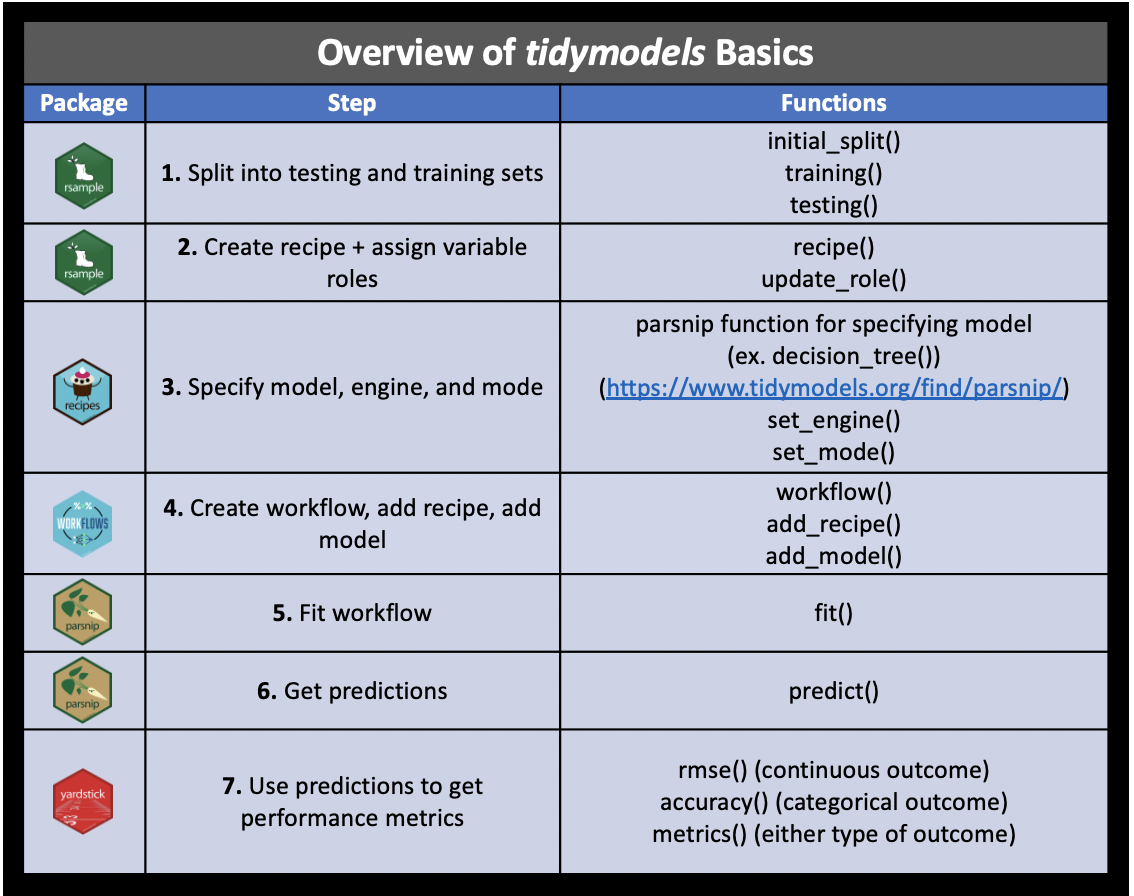 Overview of tidymodels Basics
Package Step Functions
rsample
1. Split into testing and training sets
initial_split()
training()
testing()
rsample
2. Create recipe + assign variable
roles
recipe()
update_role()
recipes
3. Specify model, engine, and mode
parsnip function for specifying model
(ex. decision_tree())
(https://www.tidymodels.org/find/parsnip/)
set_engine()
set_mode()
WORKFLOWS
4. Create workflow, add recipe, add
model
workflow()
add_recipe()
add_model()
parsnip
5. Fit workflow
fit()
parsnip
6. Get predictions
predict()
yardstick
7. Use predictions to get
performance metrics
rmse() (continuous outcome)
accuracy() (categorical outcome)
metrics() (either type of outcome)